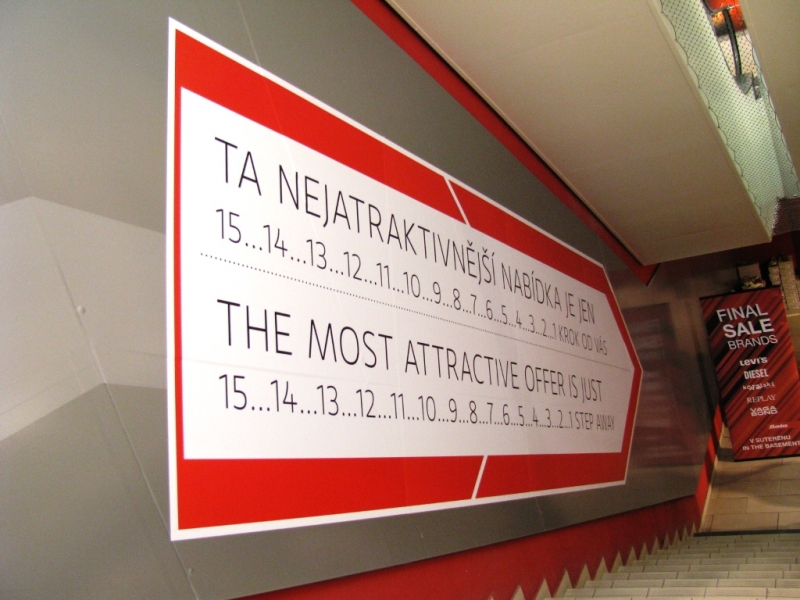 TA NEJATRAKTIVNĚJŠÍ NABÍDKA JE JEN
15...14...13...12...11...10...9...8...7...6...5...4...3...2...1 KROK OD VÁS
THE MOST ATTRACTIVE OFFER IS JUST
15...14...13...12...11...10...9...8...7...6...5...4...3...2...1 STEP AWAY
FINAL
SALE
BRANDS
LEVI'S
DIESEL
REPLAY
VAGA
BOND
V SUTERÉNU
IN THE BASEMENT